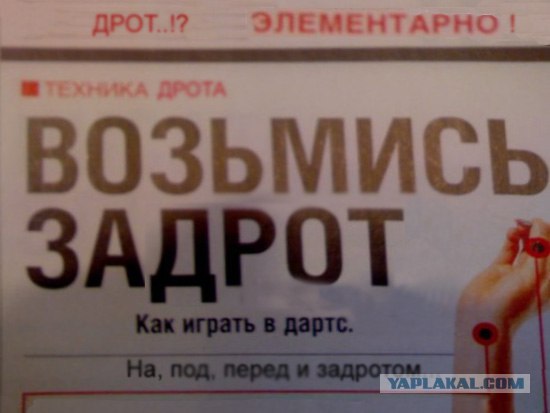 ДРОТ..!? ЭЛЕМЕНТАРНО !
ТЕХНИКА ДРОТА
ВОЗЬМИСЬ
ЗАДРОТ
Как играть в дартс.
На, под, перед и задротом
YAPLAKAL.COM